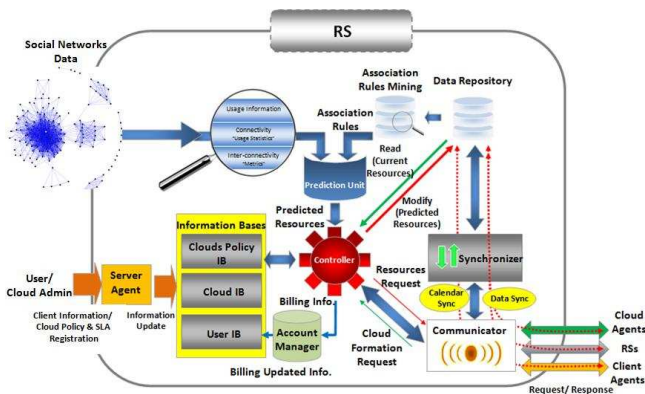 RS
Social Networks
Data
Usage Information
Connectivity
"Usage Statistics"
Inter-connectivity
"Metrics"
Association
Rules Mining
Data Repository
Association
Rules
Read
(Current
Resources)
Prediction Unit
Modify
(Predicted
Resources)
Predicted
Resources
Information Bases
Clouds Policy
IB
Cloud IB
User IB
Controller
Synchronizer
Resources
Request
Calendar
Sync
Data Sync
User/
Cloud Admin
Server
Agent
Client Information/
Cloud Policy & SLA
Registration
Information
Update
Billing Info.
Account
Manager
Billing Updated Info.
Cloud
Formation
Request
Communicator
Cloud
Agents
RSs
Client
Agents
Request/ Response